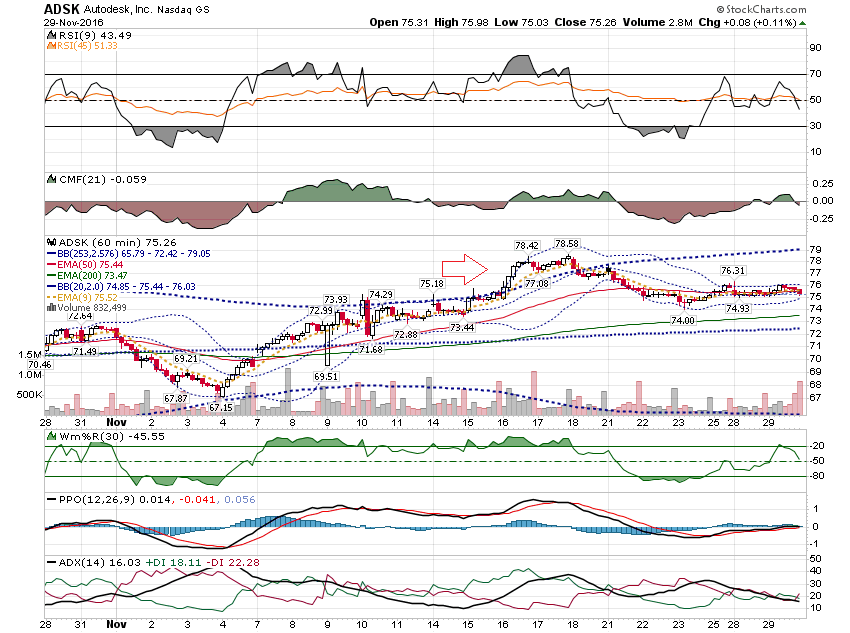 ADSK Autodesk, Inc. Nasdaq GS
© StockCharts.com
29-Nov-2016
Open 75.31 High 75.98 Low 75.03 Close 75.26 Volume 2.8M Chg +0.08 (+0.11%)
RSI(9) 43.49
RSI(45) 51.33
90
70
50
30
10
CMF(21) -0.059
0.25
0.00
-0.25
ADSK (60 min) 75.26
BB(253,2.576) 65.79 - 72.42 - 79.05
EMA(50) 75.44
EMA(200) 73.47
BB(20,2.0) 74.85 - 75.44 - 76.03
EMA(9) 75.52
Volume 832,499
79
78
77
76
75
74
73
72
71
70
69
68
67
1.5M
1.0M
500K
70.46
72.64
71.49
69.21
67.87
67.15
72.99
73.93
69.51
74.29
71.68
72.88
75.18
73.44
78.42
77.08
78.58
74.00
76.31
74.93
28 31 Nov 2 3 4 7 8 9 10 11 14 15 16 17 18 21 22 23 25 28 29
Wm%R(30) -45.55
-20
-50
-80
PPO(12,26,9) 0.014, -0.041, 0.056
1
0
-1
ADX(14) 16.03 +DI 18.11 -DI 22.28
50
40
30
20
10
28 31 Nov 2 3 4 7 8 9 10 11 14 15 16 17 18 21 22 23 25 28 29